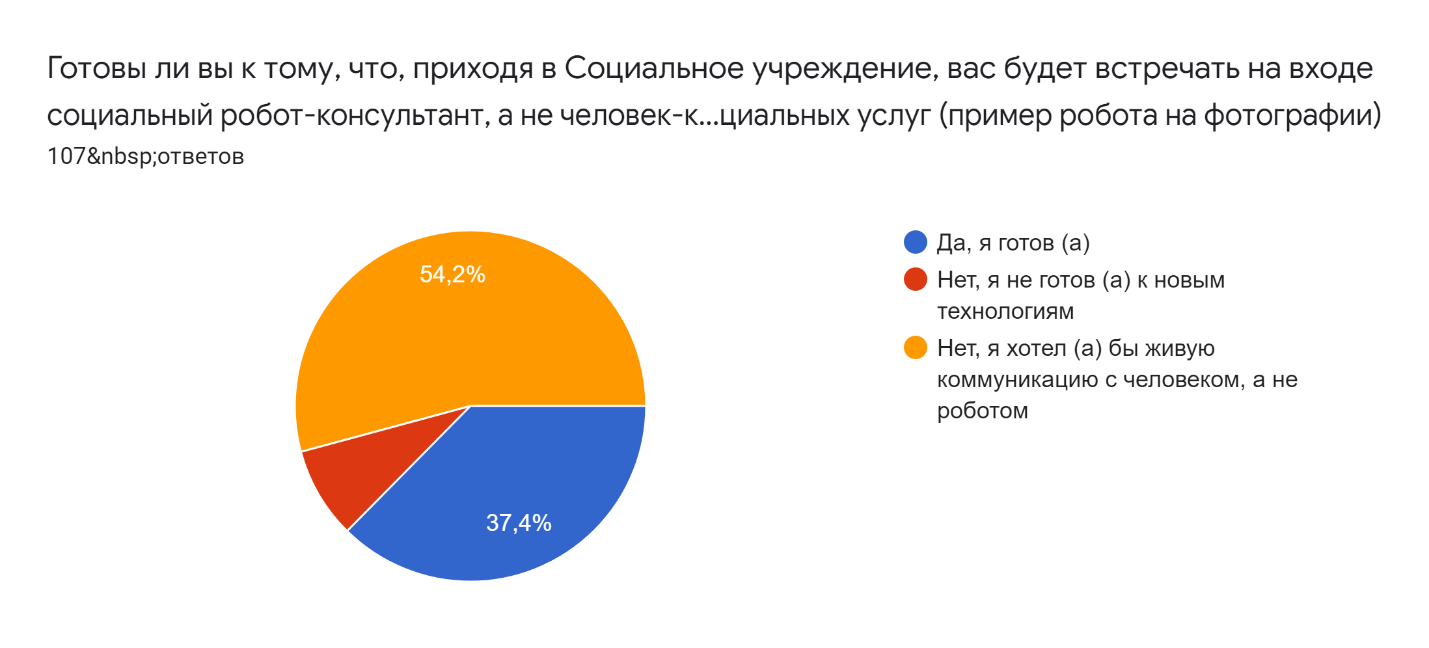 Готовы ли вы к тому, что, приходя в Социальное учреждение, вас будет встречать на входе
социальный робот-консультант, а не человек-к...циальных услуг (пример робота на фотографии)
107&nbsp;ответов
54,2%
37,4%
Да, я готов (а)
Нет, я не готов (а) к новым
технологиям
Нет, я хотел (а) бы живую
коммуникацию с человеком, а не
роботом